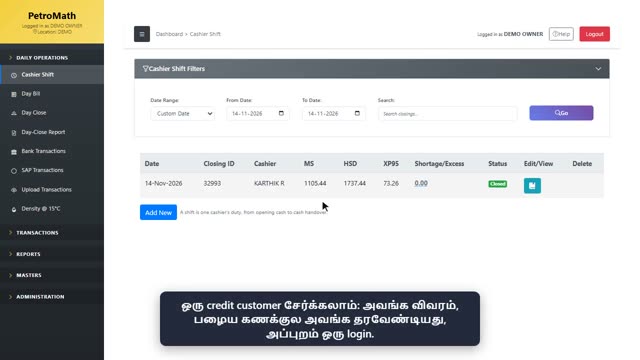 PetroMath
Logged in as DEMO OWNER
Location: DEMO
DAILY OPERATIONS
Cashier Shift
Day Bill
Day Close
Day-Close Report
Bank Transactions
SAP Transactions
Upload Transactions
Density @ 15°C
TRANSACTIONS
REPORTS
MASTERS
ADMINISTRATION
Dashboard > Cashier Shift
Logged in as DEMO OWNER
Help
Logout
Cashier Shift Filters
Date Range: From Date: To Date: Search:
Custom Date 14-11-2026 14-11-2026 Search closings... Go
Date Closing ID Cashier MS HSD XP95 Shortage/Excess Status Edit/View Delete
14-Nov-2026 32993 KARTHIK R 1105.44 1737.44 73.26 0.00 Closed
Add New A shift is one cashier's duty, from opening cash to cash handover.
ஒரு credit customer சேர்க்கலாம்: அவங்க விவரம்,
பழைய கணக்குல அவங்க தரவேண்டியது,
அப்புறம் ஒரு login.